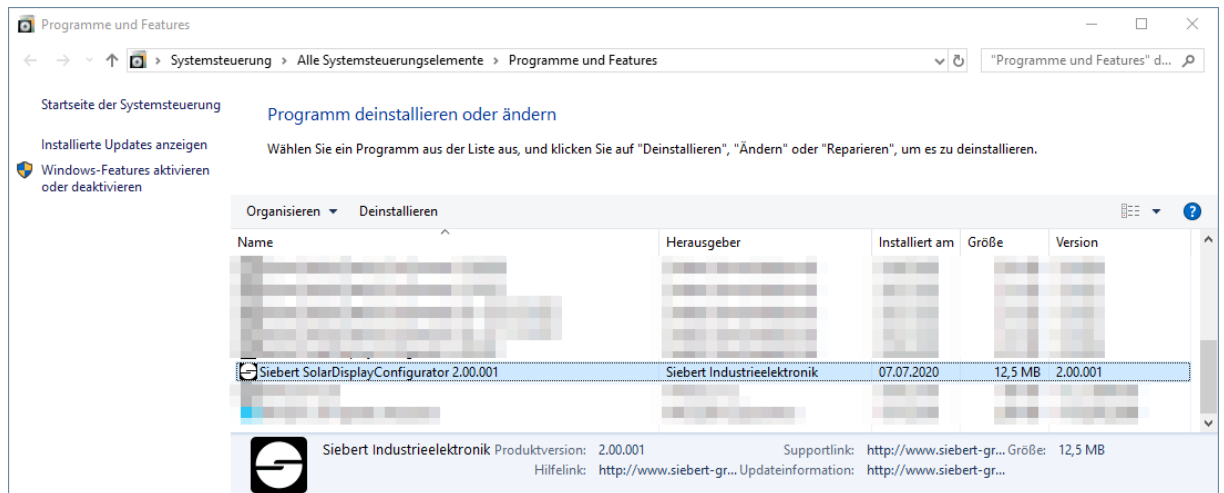 Programme und Features
Systemsteuerung > Alle Systemsteuerungselemente > Programme und Features
"Programme und Features" d...
Startseite der Systemsteuerung
Installierte Updates anzeigen
Windows-Features aktivieren
oder deaktivieren
Programm deinstallieren oder ändern
Wählen Sie ein Programm aus der Liste aus, und klicken Sie auf "Deinstallieren", "Ändern" oder "Reparieren", um es zu deinstallieren.
Organisieren Deinstallieren
Name Herausgeber Installiert am Größe Version
Siebert SolarDisplayConfigurator 2.00.001 Siebert Industrieelektronik 07.07.2020 12,5 MB 2.00.001
Siebert Industrieelektronik Produktversion: 2.00.001 Supportlink: http://www.siebert-gr... Größe: 12,5 MB
Hilfelink: http://www.siebert-gr... Updateinformation: http://www.siebert-gr...